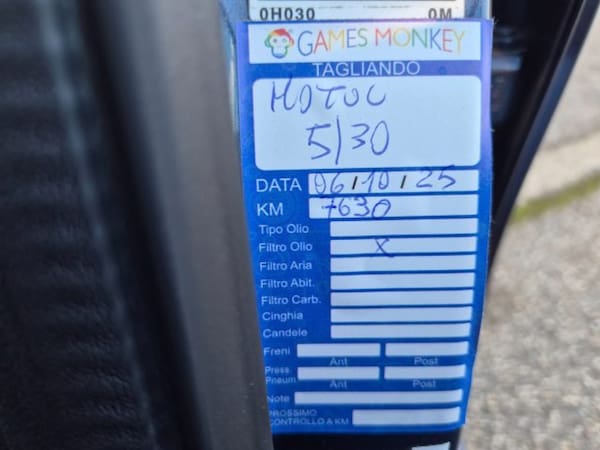 0H030 0M
GAMES MONKEY
TAGLIANDO
MOTUL
5/30
DATA 06/10/25
KM 7630
Tipo Olio
Filtro Olio X
Filtro Aria
Filtro Abit.
Filtro Carb.
Cinghia
Candele
Freni
Ant Post
Press.
Pneum
Ant Post
Note
PROSSIMO
CONTROLLO A KM